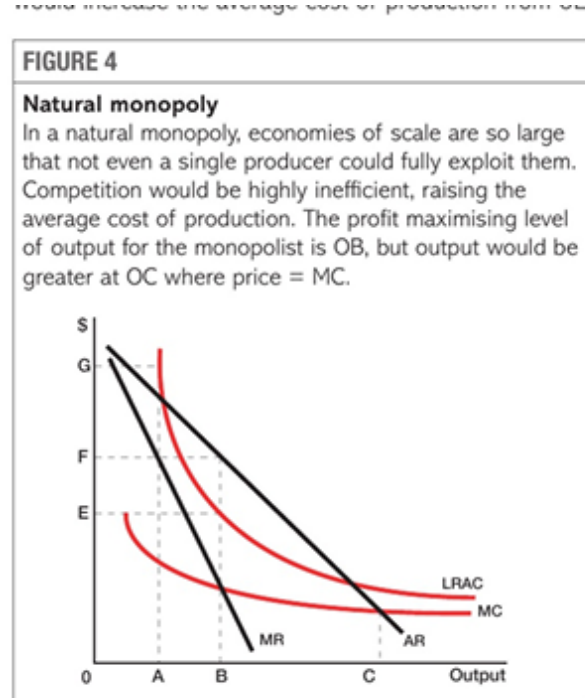 FIGURE 4
Natural monopoly
In a natural monopoly, economies of scale are so large
that not even a single producer could fully exploit them.
Competition would be highly inefficient, raising the
average cost of production. The profit maximising level
of output for the monopolist is OB, but output would be
greater at OC where price = MC.
$
G
F
E
LRAC
MC
MR
AR
0 A B C Output